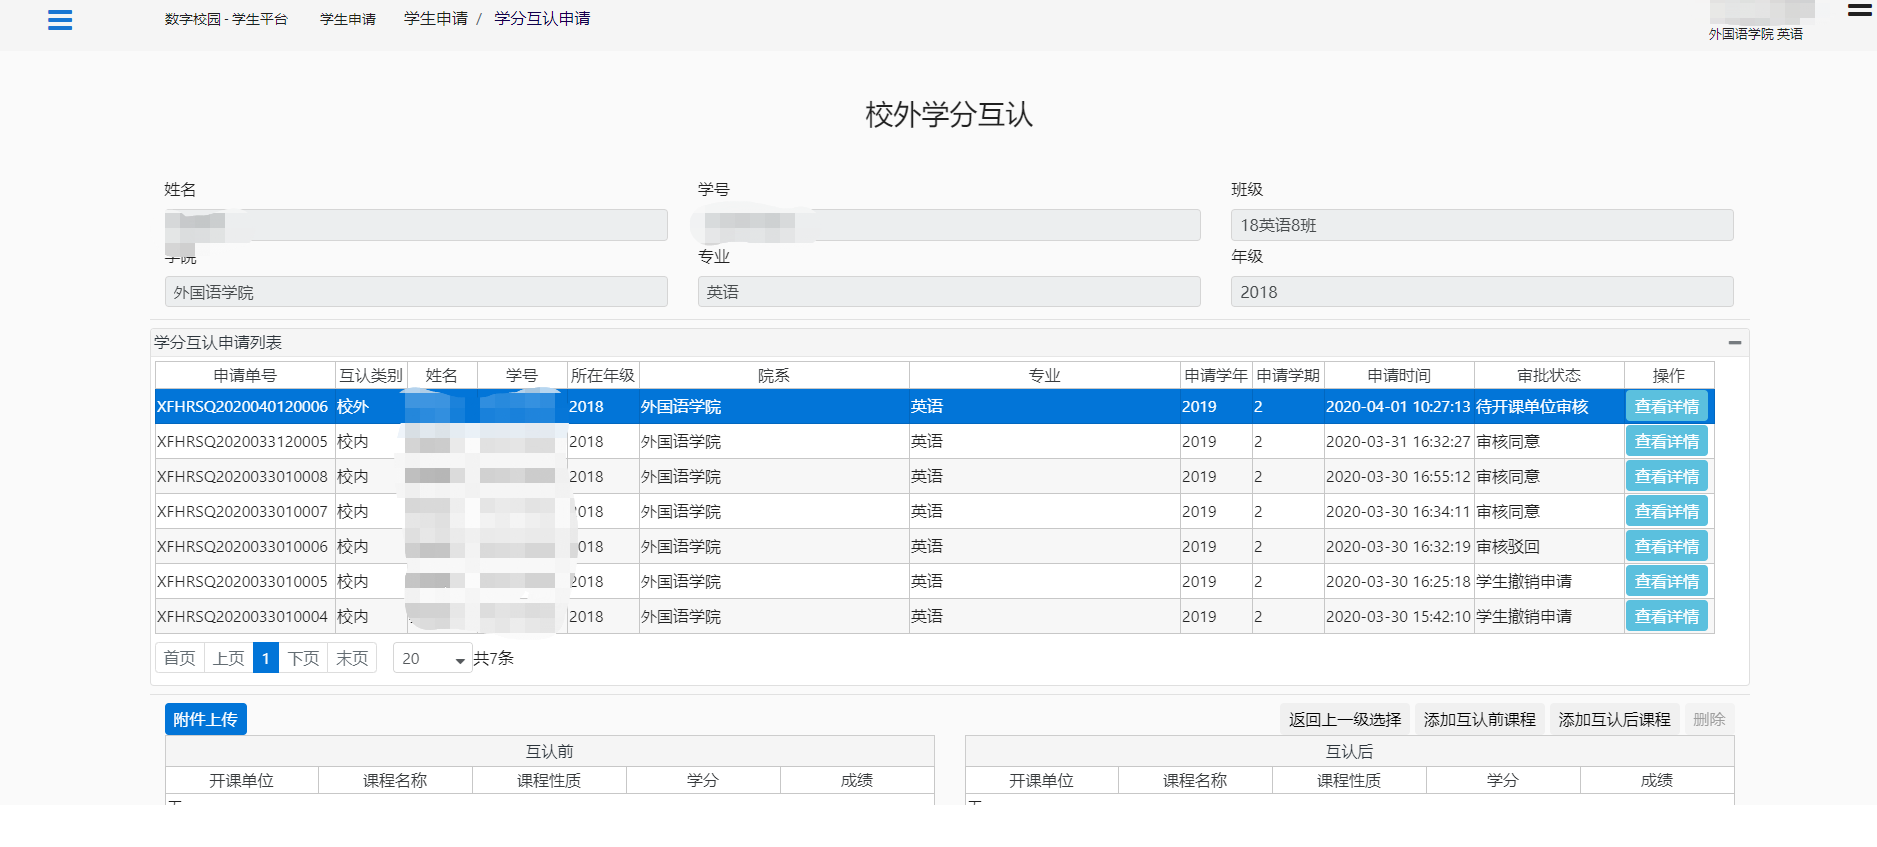 数字校园 - 学生平台 学生申请 学生申请 / 学分互认申请
外国语学院 英语
校外学分互认
姓名 学号 班级
18英语8班
学院 专业 年级
外国语学院 英语 2018
学分互认申请列表
申请单号 互认类别 姓名 学号 所在年级 院系 专业 申请学年 申请学期 申请时间 审批状态 操作
XFHRSQ2020040120006 校外 2018 外国语学院 英语 2019 2 2020-04-01 10:27:13 待开课单位审核 查看详情
XFHRSQ2020033120005 校内 2018 外国语学院 英语 2019 2 2020-03-31 16:32:27 审核同意 查看详情
XFHRSQ2020033010008 校内 2018 外国语学院 英语 2019 2 2020-03-30 16:55:12 审核同意 查看详情
XFHRSQ2020033010007 校内 2018 外国语学院 英语 2019 2 2020-03-30 16:34:11 审核同意 查看详情
XFHRSQ2020033010006 校内 2018 外国语学院 英语 2019 2 2020-03-30 16:32:19 审核驳回 查看详情
XFHRSQ2020033010005 校内 2018 外国语学院 英语 2019 2 2020-03-30 16:25:18 学生撤销申请 查看详情
XFHRSQ2020033010004 校内 2018 外国语学院 英语 2019 2 2020-03-30 15:42:10 学生撤销申请 查看详情
首页 上页 1 下页 末页 20 共7条
附件上传 返回上一级选择 添加互认前课程 添加互认后课程 删除
互认前 互认后
开课单位 课程名称 课程性质 学分 成绩 开课单位 课程名称 课程性质 学分 成绩